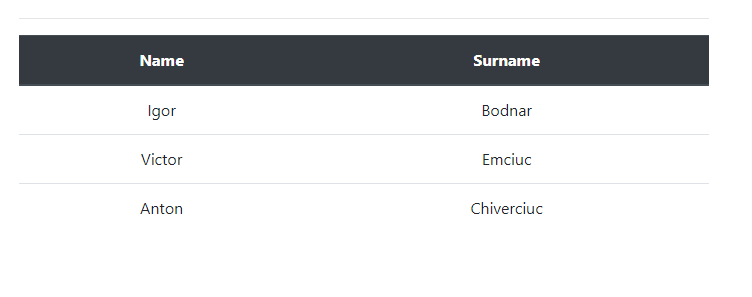 Name Surname
Igor Bodnar
Victor Emciuc
Anton Chiverciuc